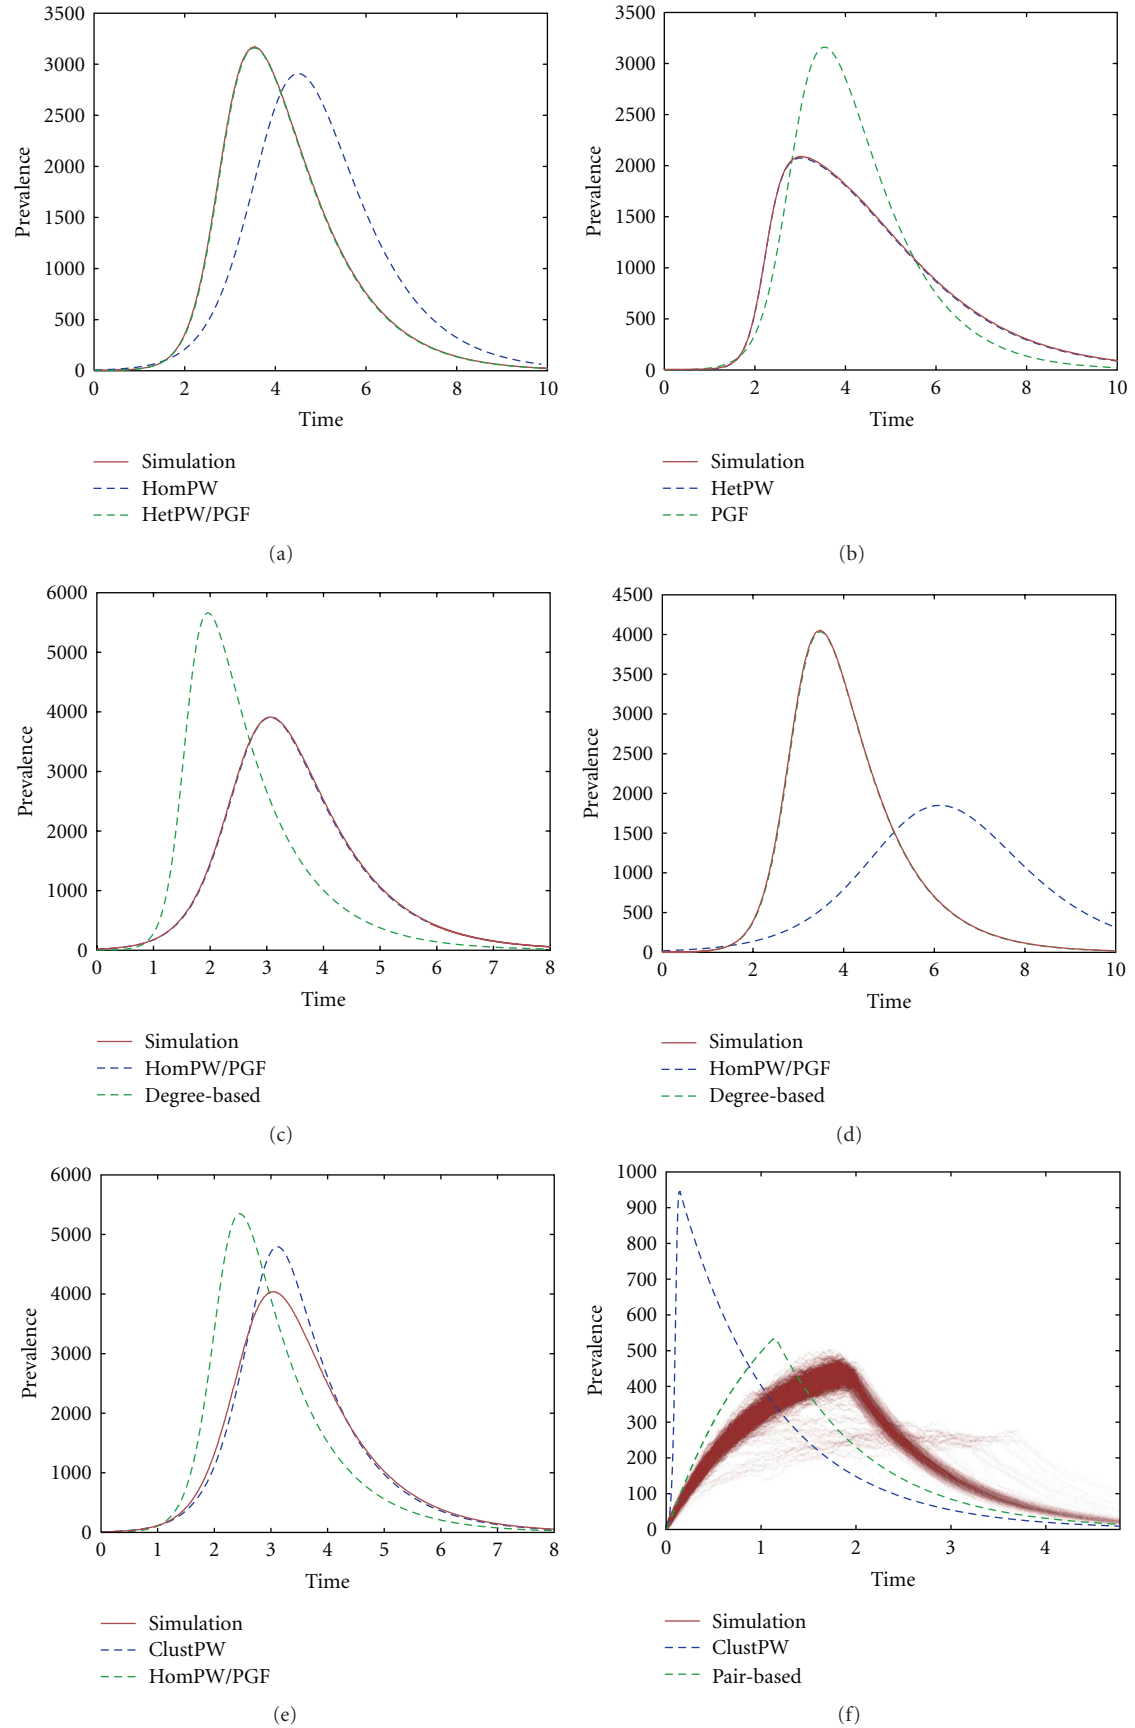 3500
3000
2500
2000
1500
1000
500
0
Prevalence
0 2 4 6 8 10
Time
Simulation
HomPW
HetPW/PGF
(a)
3500
3000
2500
2000
1500
1000
500
0
Prevalence
0 2 4 6 8 10
Time
Simulation
HetPW
PGF
(b)
6000
5000
4000
3000
2000
1000
0
Prevalence
0 1 2 3 4 5 6 7 8
Time
Simulation
HomPW/PGF
Degree-based
(c)
4500
4000
3500
3000
2500
2000
1500
1000
500
0
Prevalence
0 2 4 6 8 10
Time
Simulation
HomPW/PGF
Degree-based
(d)
6000
5000
4000
3000
2000
1000
0
Prevalence
0 1 2 3 4 5 6 7 8
Time
Simulation
ClustPW
HomPW/PGF
(e)
1000
900
800
700
600
500
400
300
200
100
0
Prevalence
0 1 2 3 4
Time
Simulation
ClustPW
Pair-based
(f)